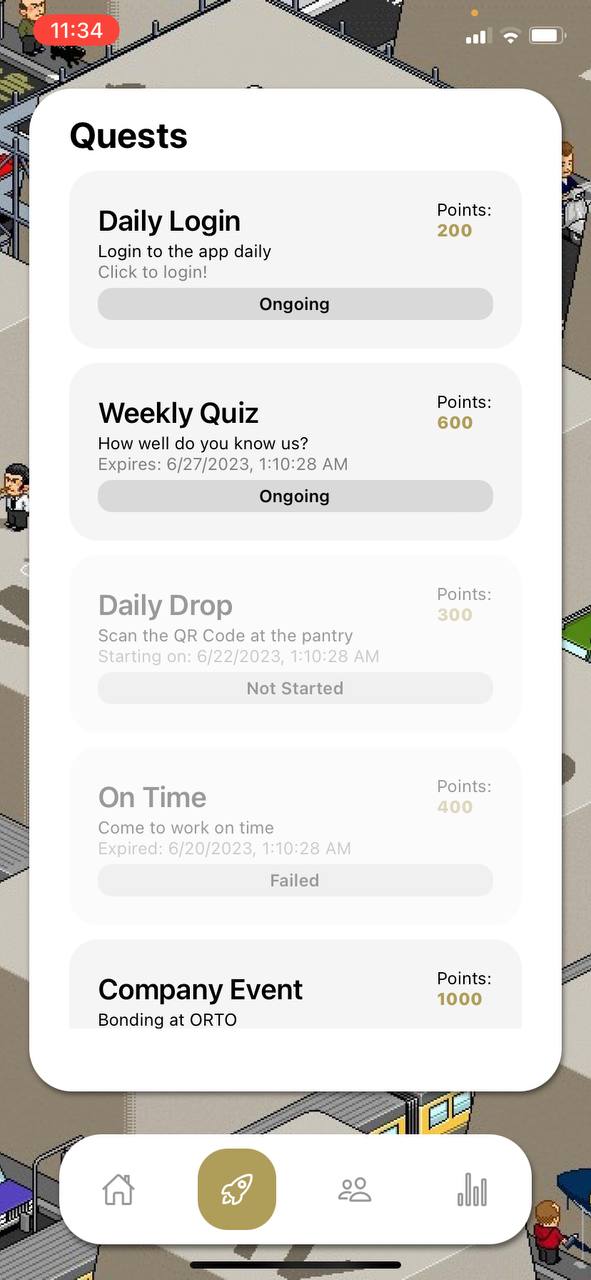 11:34
Quests
Daily Login
Points:
200
Login to the app daily
Click to login!
Ongoing
Weekly Quiz
Points:
600
How well do you know us?
Expires: 6/27/2023, 1:10:28 AM
Ongoing
Daily Drop
Points:
300
Scan the QR Code at the pantry
Starting on: 6/22/2023, 1:10:28 AM
Not Started
On Time
Points:
400
Come to work on time
Expired: 6/20/2023, 1:10:28 AM
Failed
Company Event
Points:
1000
Bonding at ORTO